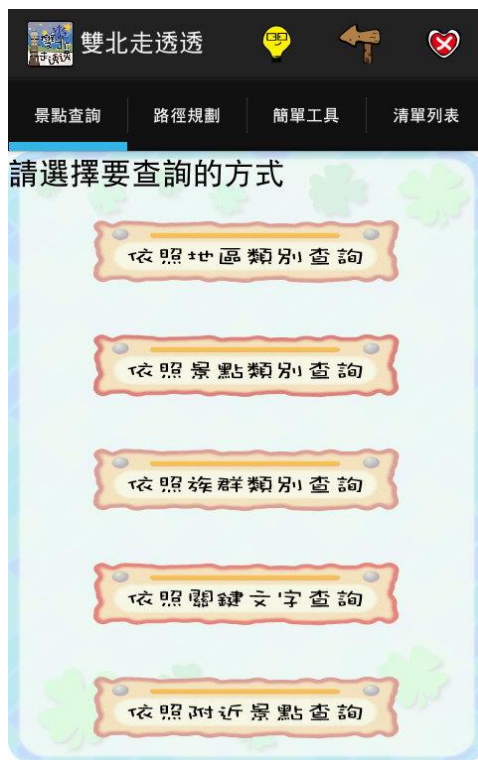 雙北走透透
景點查詢 路徑規劃 簡單工具 清單列表
請選擇要查詢的方式
依照地區類別查詢
依照景點類別查詢
依照族群類別查詢
依照關鍵文字查詢
依照附近景點查詢